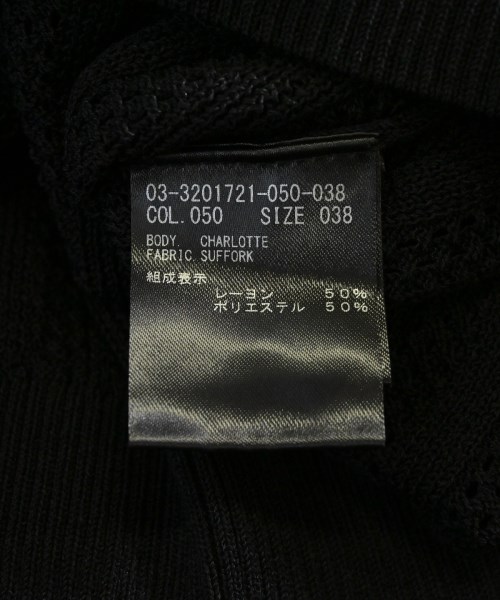 03-3201721-050-038
COL.050 SIZE 038
BODY. CHARLOTTE
FABRIC.SUFFORK
組成表示
レーヨン 50%
ポリエステル 50%